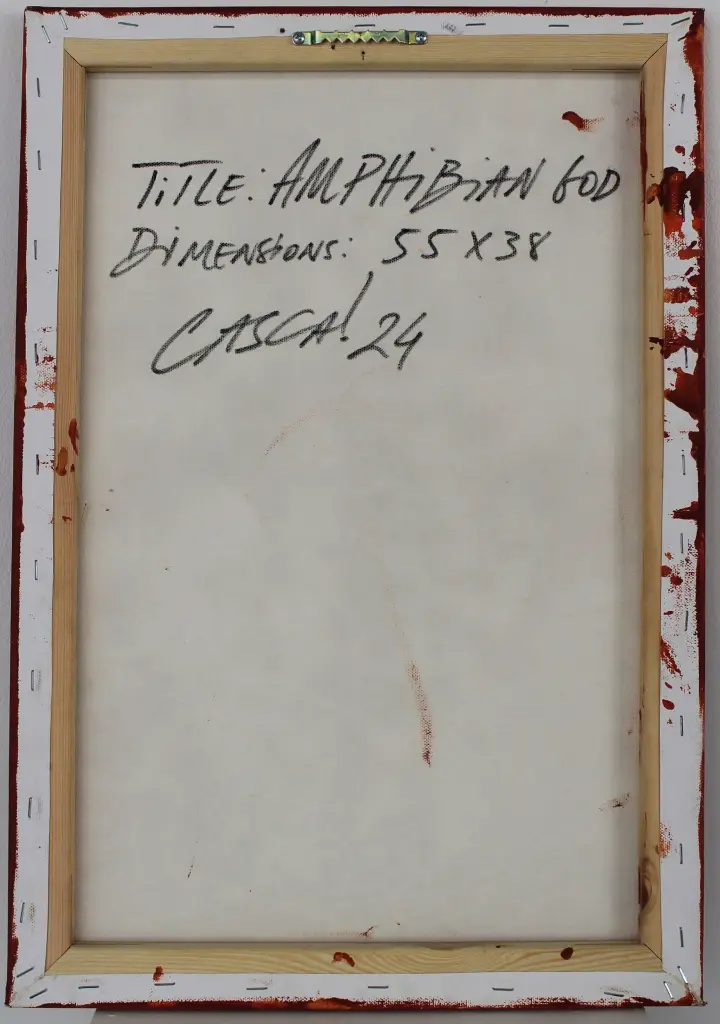 TiTLE: AMPHiBiAN GOD
DiMENSiONS: 55 X 38
CASCA! 24